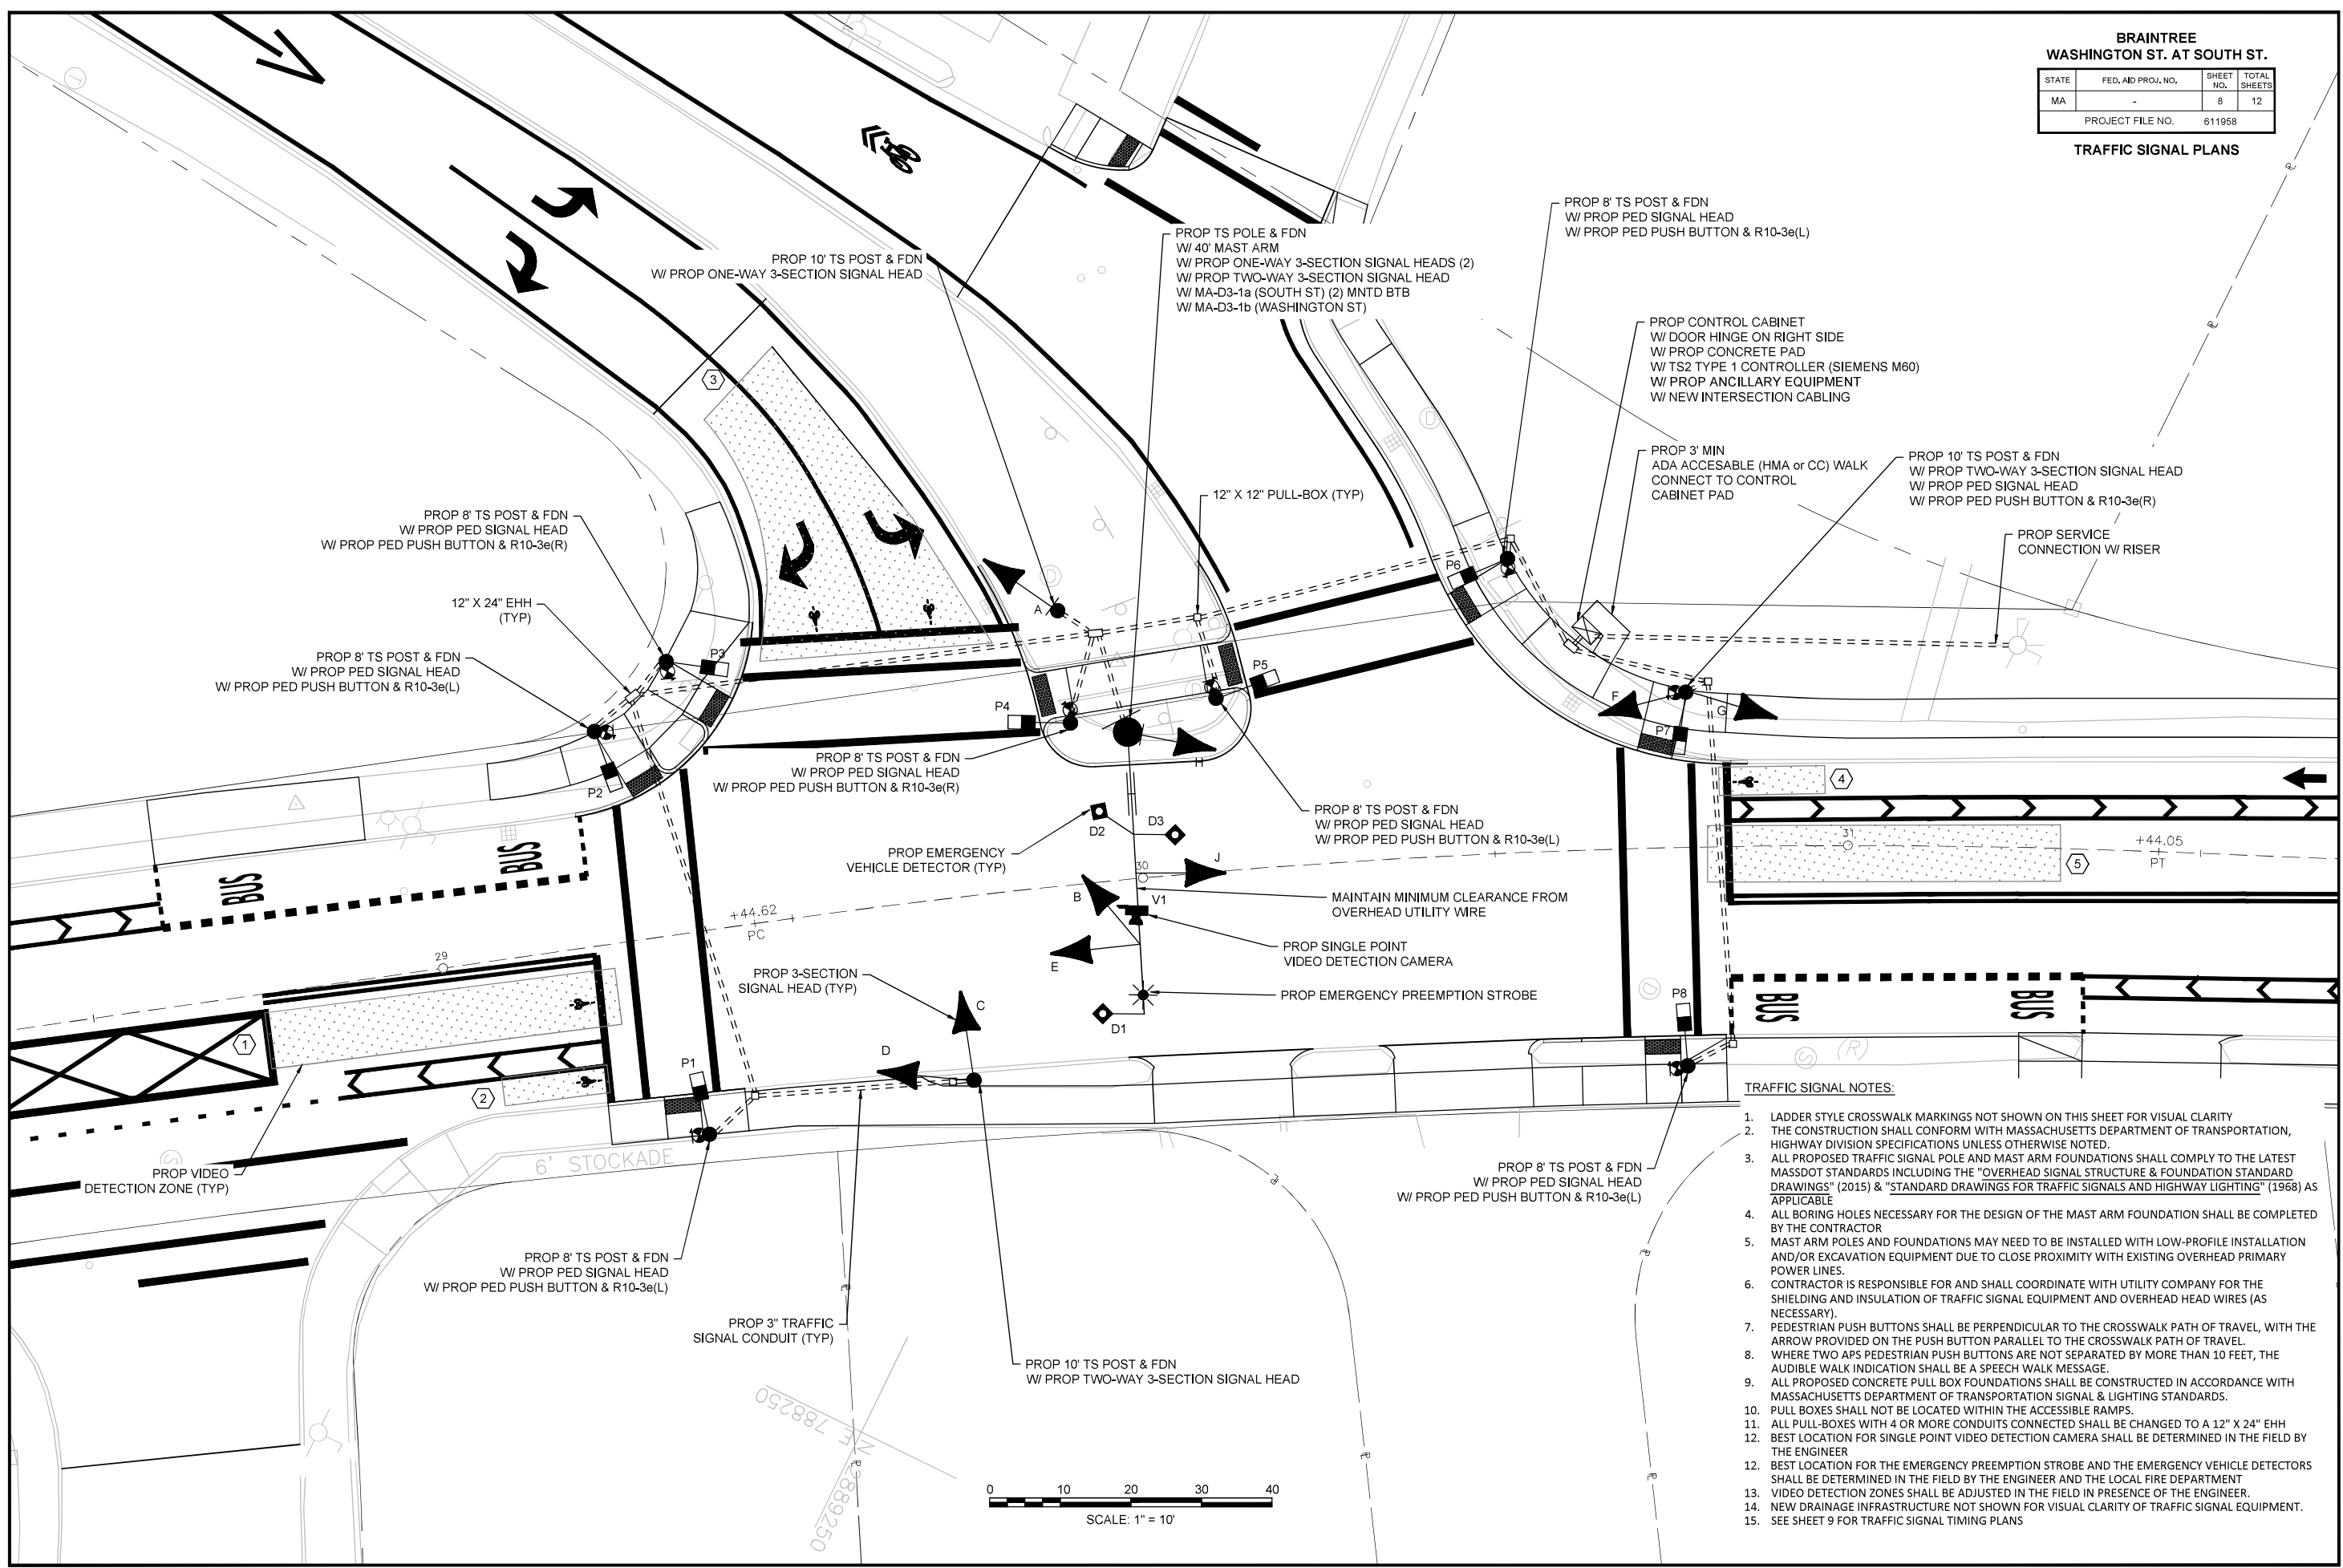 BRAINTREE
WASHINGTON ST. AT SOUTH ST.
STATE FED. AID PROJ. NO. SHEET NO. TOTAL SHEETS
MA - 8 12
PROJECT FILE NO. 611958
TRAFFIC SIGNAL PLANS
PROP 8' TS POST & FDN
W/ PROP PED SIGNAL HEAD
W/ PROP PED PUSH BUTTON & R10-3e(L)
PROP TS POLE & FDN
W/ 40' MAST ARM
W/ PROP ONE-WAY 3-SECTION SIGNAL HEADS (2)
W/ PROP TWO-WAY 3-SECTION SIGNAL HEAD
W/ MA-D3-1a (SOUTH ST) (2) MNTD BTB
W/ MA-D3-1b (WASHINGTON ST)
PROP 10' TS POST & FDN
W/ PROP ONE-WAY 3-SECTION SIGNAL HEAD
PROP CONTROL CABINET
W/ DOOR HINGE ON RIGHT SIDE
W/ PROP CONCRETE PAD
W/ TS2 TYPE 1 CONTROLLER (SIEMENS M60)
W/ PROP ANCILLARY EQUIPMENT
W/ NEW INTERSECTION CABLING
PROP 3' MIN
ADA ACCESABLE (HMA or CC) WALK
CONNECT TO CONTROL
CABINET PAD
PROP 10' TS POST & FDN
W/ PROP TWO-WAY 3-SECTION SIGNAL HEAD
W/ PROP PED SIGNAL HEAD
W/ PROP PED PUSH BUTTON & R10-3e(R)
PROP SERVICE
CONNECTION W/ RISER
12" X 12" PULL-BOX (TYP)
PROP 8' TS POST & FDN
W/ PROP PED SIGNAL HEAD
W/ PROP PED PUSH BUTTON & R10-3e(R)
12" X 24" EHH
(TYP)
PROP 8' TS POST & FDN
W/ PROP PED SIGNAL HEAD
W/ PROP PED PUSH BUTTON & R10-3e(L)
3
A
P6
P3
P5
P4
F
G
P7
H
P2
4
PROP 8' TS POST & FDN
W/ PROP PED SIGNAL HEAD
W/ PROP PED PUSH BUTTON & R10-3e(R)
PROP 8' TS POST & FDN
W/ PROP PED SIGNAL HEAD
W/ PROP PED PUSH BUTTON & R10-3e(L)
D2
D3
PROP EMERGENCY
VEHICLE DETECTOR (TYP)
BUS
BUS
31
+44.05
PT
5
30
J
B
V1
MAINTAIN MINIMUM CLEARANCE FROM
OVERHEAD UTILITY WIRE
+44.62
PC
29
E
PROP SINGLE POINT
VIDEO DETECTION CAMERA
PROP 3-SECTION
SIGNAL HEAD (TYP)
PROP EMERGENCY PREEMPTION STROBE
C
D1
D
P8
BUS
BUS
1
P1
2
S (R)
6' STOCKADE
PROP VIDEO
DETECTION ZONE (TYP)
PROP 8' TS POST & FDN
W/ PROP PED SIGNAL HEAD
W/ PROP PED PUSH BUTTON & R10-3e(L)
PROP 8' TS POST & FDN
W/ PROP PED SIGNAL HEAD
W/ PROP PED PUSH BUTTON & R10-3e(L)
PROP 3" TRAFFIC
SIGNAL CONDUIT (TYP)
PROP 10' TS POST & FDN
W/ PROP TWO-WAY 3-SECTION SIGNAL HEAD
788250
0 10 20 30 40
SCALE: 1" = 10'
TRAFFIC SIGNAL NOTES:
1. LADDER STYLE CROSSWALK MARKINGS NOT SHOWN ON THIS SHEET FOR VISUAL CLARITY
2. THE CONSTRUCTION SHALL CONFORM WITH MASSACHUSETTS DEPARTMENT OF TRANSPORTATION,
HIGHWAY DIVISION SPECIFICATIONS UNLESS OTHERWISE NOTED.
3. ALL PROPOSED TRAFFIC SIGNAL POLE AND MAST ARM FOUNDATIONS SHALL COMPLY TO THE LATEST
MASSDOT STANDARDS INCLUDING THE "OVERHEAD SIGNAL STRUCTURE & FOUNDATION STANDARD
DRAWINGS" (2015) & "STANDARD DRAWINGS FOR TRAFFIC SIGNALS AND HIGHWAY LIGHTING" (1968) AS
APPLICABLE
4. ALL BORING HOLES NECESSARY FOR THE DESIGN OF THE MAST ARM FOUNDATION SHALL BE COMPLETED
BY THE CONTRACTOR
5. MAST ARM POLES AND FOUNDATIONS MAY NEED TO BE INSTALLED WITH LOW-PROFILE INSTALLATION
AND/OR EXCAVATION EQUIPMENT DUE TO CLOSE PROXIMITY WITH EXISTING OVERHEAD PRIMARY
POWER LINES.
6. CONTRACTOR IS RESPONSIBLE FOR AND SHALL COORDINATE WITH UTILITY COMPANY FOR THE
SHIELDING AND INSULATION OF TRAFFIC SIGNAL EQUIPMENT AND OVERHEAD HEAD WIRES (AS
NECESSARY).
7. PEDESTRIAN PUSH BUTTONS SHALL BE PERPENDICULAR TO THE CROSSWALK PATH OF TRAVEL, WITH THE
ARROW PROVIDED ON THE PUSH BUTTON PARALLEL TO THE CROSSWALK PATH OF TRAVEL.
8. WHERE TWO APS PEDESTRIAN PUSH BUTTONS ARE NOT SEPARATED BY MORE THAN 10 FEET, THE
AUDIBLE WALK INDICATION SHALL BE A SPEECH WALK MESSAGE.
9. ALL PROPOSED CONCRETE PULL BOX FOUNDATIONS SHALL BE CONSTRUCTED IN ACCORDANCE WITH
MASSACHUSETTS DEPARTMENT OF TRANSPORTATION SIGNAL & LIGHTING STANDARDS.
10. PULL BOXES SHALL NOT BE LOCATED WITHIN THE ACCESSIBLE RAMPS.
11. ALL PULL-BOXES WITH 4 OR MORE CONDUITS CONNECTED SHALL BE CHANGED TO A 12" X 24" EHH
12. BEST LOCATION FOR SINGLE POINT VIDEO DETECTION CAMERA SHALL BE DETERMINED IN THE FIELD BY
THE ENGINEER
12. BEST LOCATION FOR THE EMERGENCY PREEMPTION STROBE AND THE EMERGENCY VEHICLE DETECTORS
SHALL BE DETERMINED IN THE FIELD BY THE ENGINEER AND THE LOCAL FIRE DEPARTMENT
13. VIDEO DETECTION ZONES SHALL BE ADJUSTED IN THE FIELD IN PRESENCE OF THE ENGINEER.
14. NEW DRAINAGE INFRASTRUCTURE NOT SHOWN FOR VISUAL CLARITY OF TRAFFIC SIGNAL EQUIPMENT.
15. SEE SHEET 9 FOR TRAFFIC SIGNAL TIMING PLANS